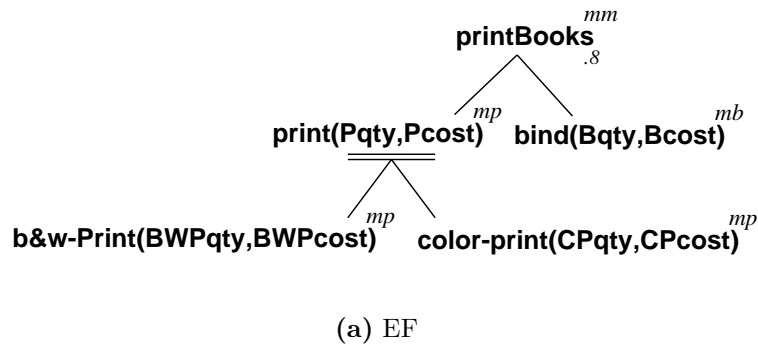 printBooks mm .8
print(Pqty,Pcost) mp bind(Bqty,Bcost) mb
b&w-Print(BWPqty,BWPcost) mp color-print(CPqty,CPcost) mp
(a) EF